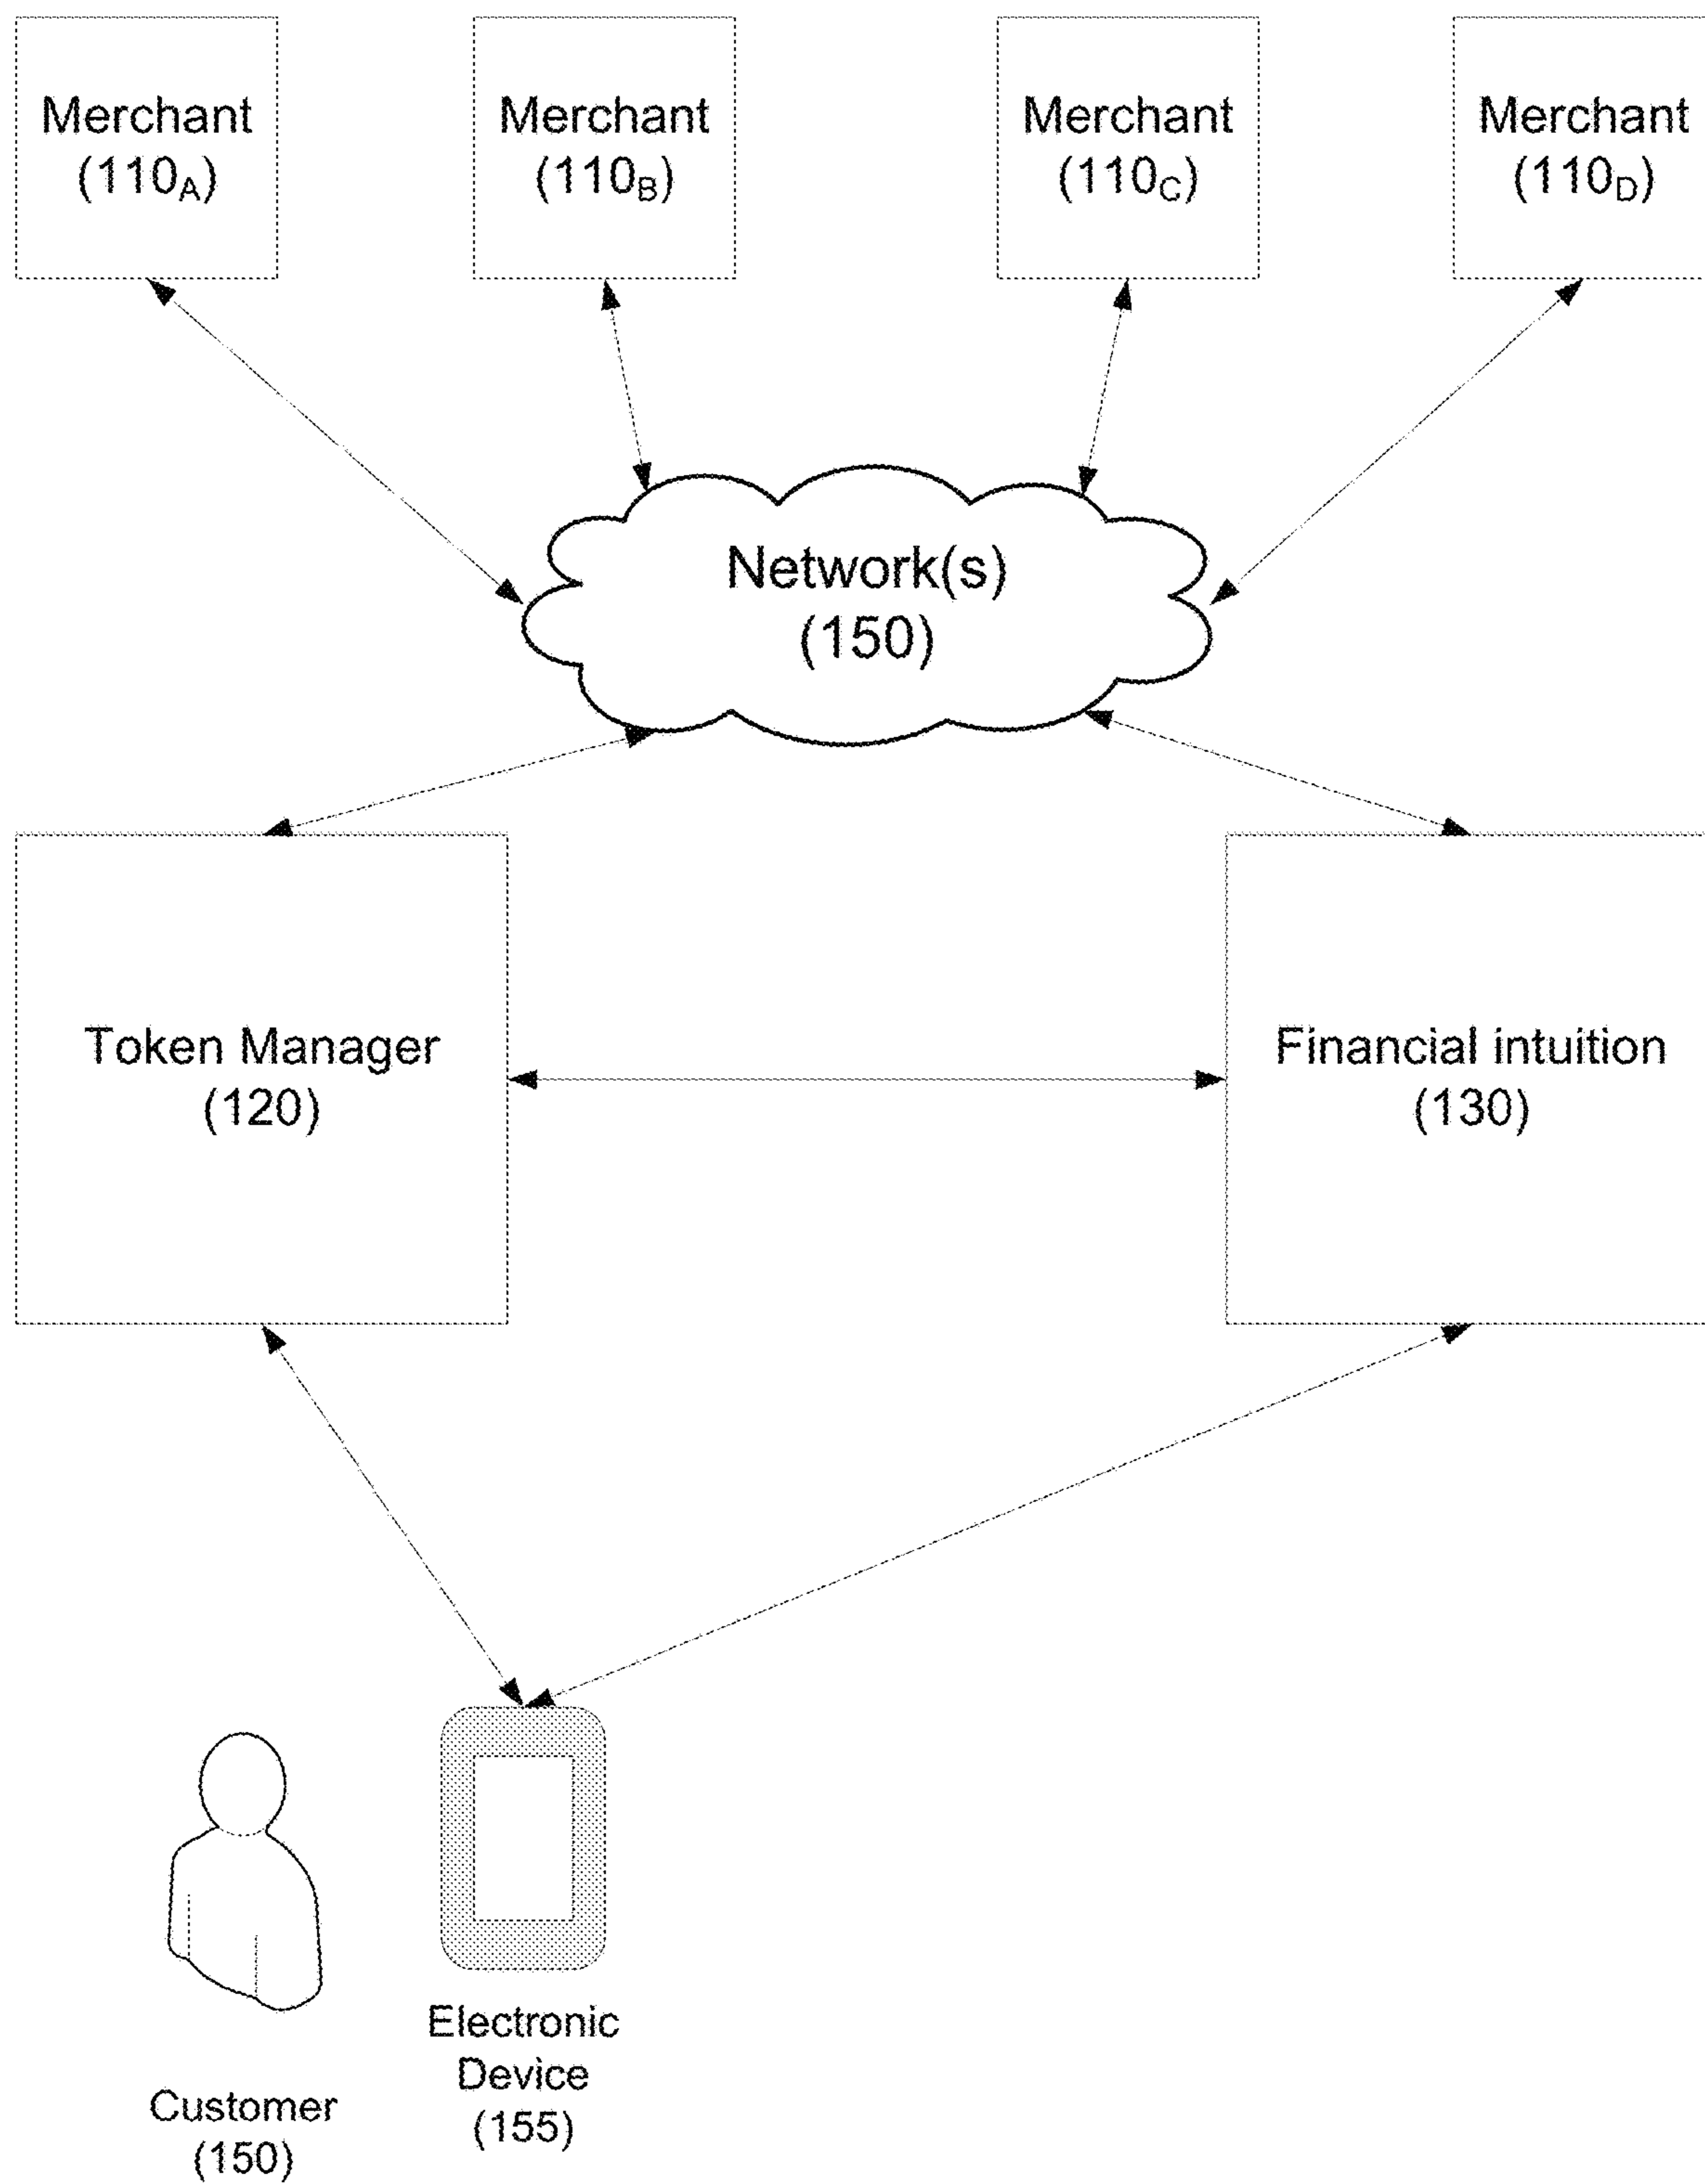 Merchant
(110A)
Merchant
(110B)
Merchant
(110C)
Merchant
(110D)
Network(s)
(150)
Token Manager
(120)
Financial intuition
(130)
Electronic
Device
(155)
Customer
(150)